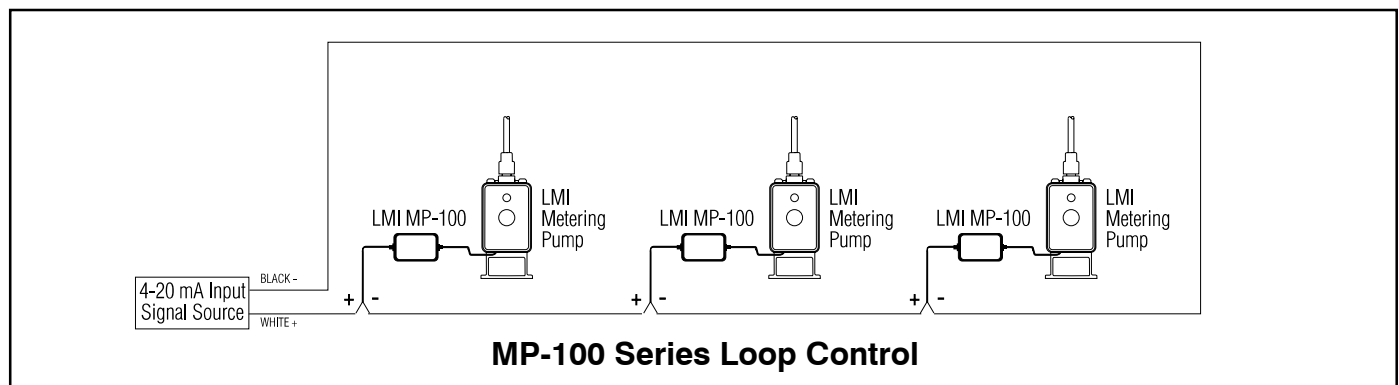 LMI
Metering
Pump
LMI MP-100
LMI
Metering
Pump
LMI MP-100
LMI
Metering
Pump
LMI MP-100
4-20 mA Input
Signal Source
BLACK -
WHITE +
+ -
+ -
+ -
MP-100 Series Loop Control